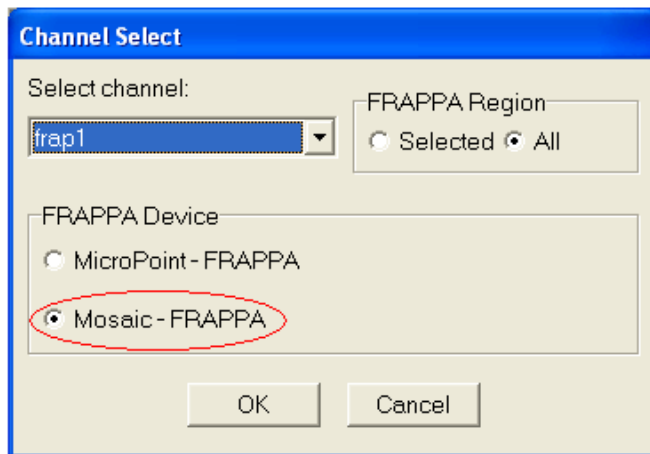 Channel Select
Select channel:
frap1
FRAPPA Region
Selected All
FRAPPA Device
MicroPoint - FRAPPA
Mosaic - FRAPPA
OK Cancel